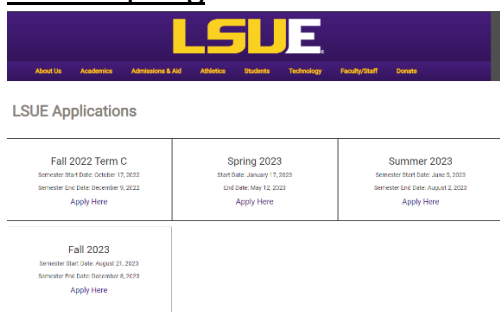 LSUE
About Us Academics Admissions & Aid Athletics Students Technology Faculty/Staff Donate
LSUE Applications
Fall 2022 Term C
Semester Start Date: October 17, 2022
Semester End Date: December 9, 2022
Apply Here
Spring 2023
Start Date: January 17, 2023
End Date: May 12, 2023
Apply Here
Summer 2023
Semester Start Date: June 5, 2023
Semester End Date: August 2, 2023
Apply Here
Fall 2023
Semester Start Date: August 21, 2023
Semester End Date: December 8, 2023
Apply Here